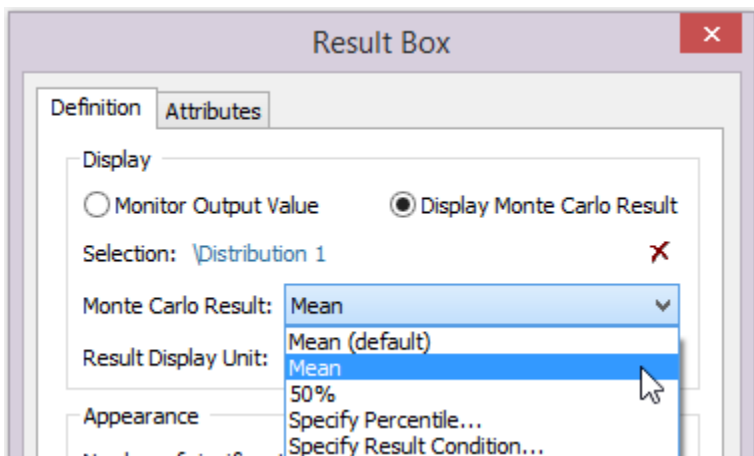 Result Box
Definition Attributes
Display
Monitor Output Value Display Monte Carlo Result
Selection: \Distribution 1
Monte Carlo Result: Mean
Mean (default)
Result Display Unit: Mean
50%
Appearance Specify Percentile...
Specify Result Condition...